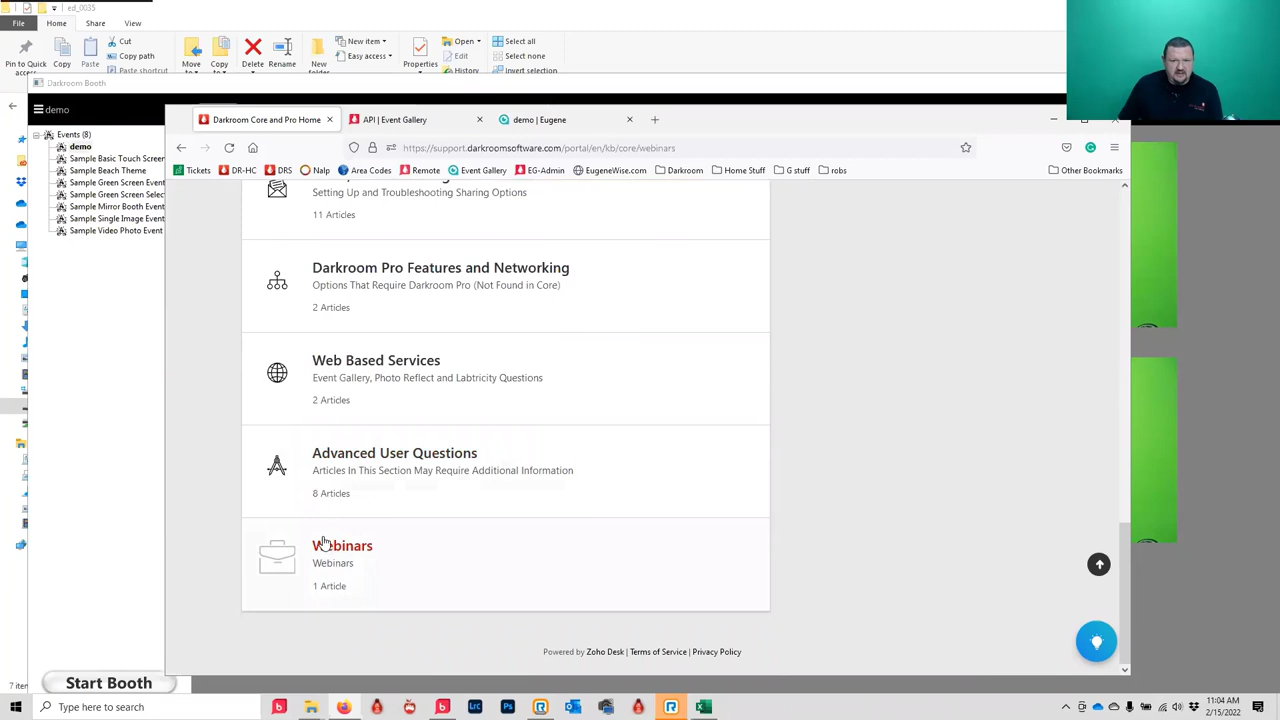 ed_0035
File Home Share View
Cut
Copy path
Paste shortcut
Pin to Quick access
Copy
Paste
Move to
Copy to
Delete
Rename
New folder
New item
Easy access
Properties
Open
Edit
History
Select all
Select none
Invert selection
Darkroom Booth
demo
Events (8)
demo
Sample Basic Touch Screen
Sample Beach Theme
Sample Green Screen Event
Sample Green Screen Selec
Sample Mirror Booth Event
Sample Single Image Event
Sample Video Photo Event
Darkroom Core and Pro Home
API | Event Gallery
demo | Eugene
https://support.darkroomsoftware.com/portal/en/kb/core/webinars
Tickets DR-HC DRS Nalp Area Codes Remote Event Gallery EG-Admin EugeneWise.com Darkroom Home Stuff G stuff robs Other Bookmarks
Setting Up and Troubleshooting Sharing Options
11 Articles
Darkroom Pro Features and Networking
Options That Require Darkroom Pro (Not Found in Core)
2 Articles
Web Based Services
Event Gallery, Photo Reflect and Labtricity Questions
2 Articles
Advanced User Questions
Articles In This Section May Require Additional Information
8 Articles
Webinars
Webinars
1 Article
Powered by Zoho Desk | Terms of Service | Privacy Policy
Start Booth
7 iter
Type here to search
Lrc
Ps
11:04 AM
2/15/2022